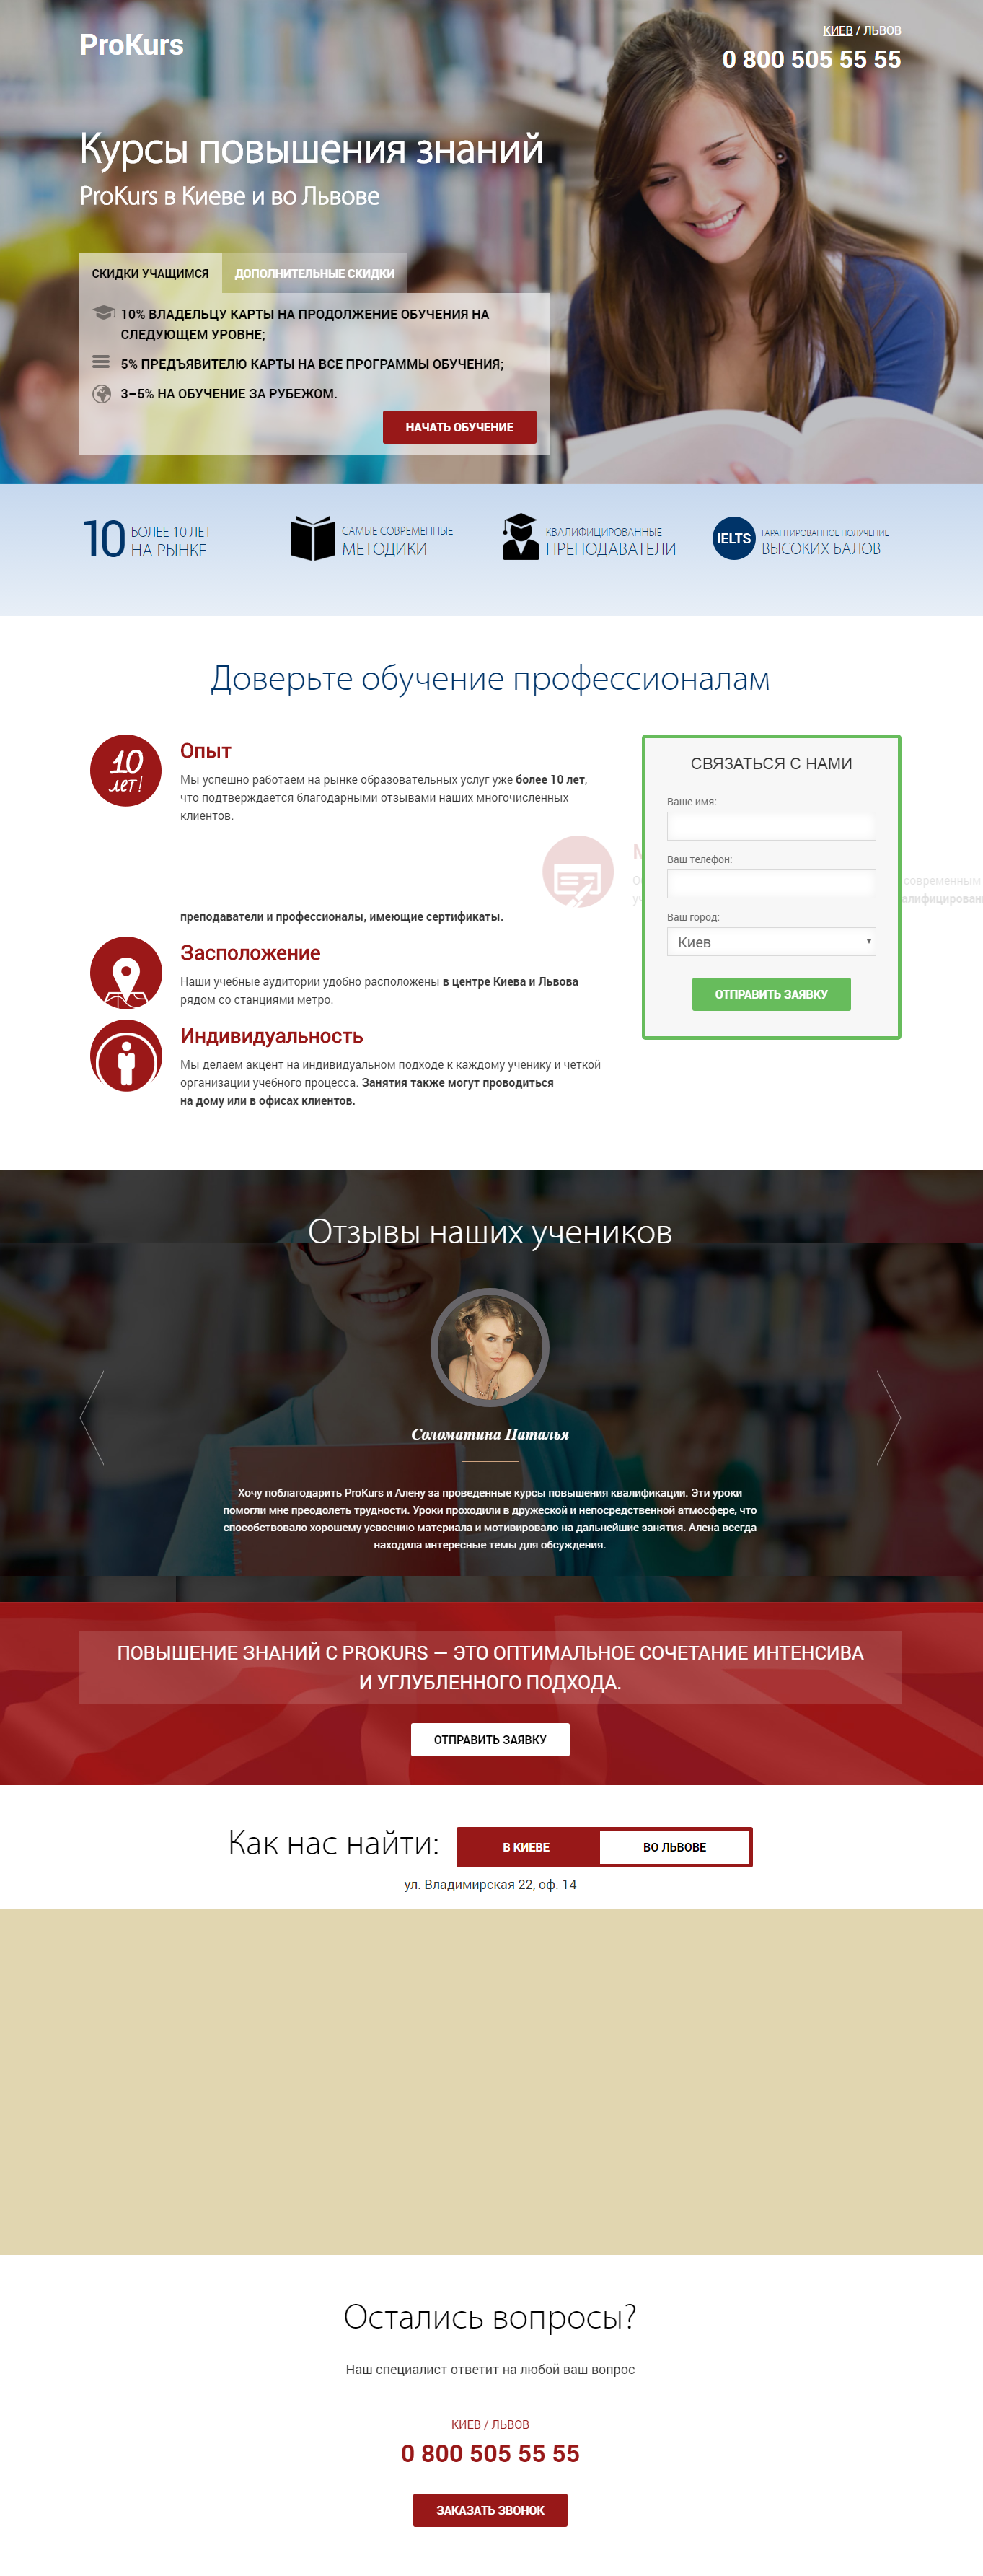 ProKurs
КИЕВ / ЛЬВОВ
0 800 505 55 55
Курсы повышения знаний
ProKurs в Киеве и во Львове
СКИДКИ УЧАЩИМСЯ
ДОПОЛНИТЕЛЬНЫЕ СКИДКИ
10% ВЛАДЕЛЬЦУ КАРТЫ НА ПРОДОЛЖЕНИЕ ОБУЧЕНИЯ НА
СЛЕДУЮЩЕМ УРОВНЕ;
5% ПРЕДЪЯВИТЕЛЮ КАРТЫ НА ВСЕ ПРОГРАММЫ ОБУЧЕНИЯ;
3–5% НА ОБУЧЕНИЕ ЗА РУБЕЖОМ.
НАЧАТЬ ОБУЧЕНИЕ
10
БОЛЕЕ 10 ЛЕТ
НА РЫНКЕ
САМЫЕ СОВРЕМЕННЫЕ
МЕТОДИКИ
КВАЛИФИЦИРОВАННЫЕ
ПРЕПОДАВАТЕЛИ
IELTS
ГАРАНТИРОВАННОЕ ПОЛУЧЕНИЕ
ВЫСОКИХ БАЛОВ
Доверьте обучение профессионалам
10
лет!
Опыт
Мы успешно работаем на рынке образовательных услуг уже более 10 лет,
что подтверждается благодарными отзывами наших многочисленных
клиентов.
современным
преподаватели и профессионалы, имеющие сертификаты.
Засположение
Наши учебные аудитории удобно расположены в центре Киева и Львова
рядом со станциями метро.
Индивидуальность
Мы делаем акцент на индивидуальном подходе к каждому ученику и четкой
организации учебного процесса. Занятия также могут проводиться
на дому или в офисах клиентов.
СВЯЗАТЬСЯ С НАМИ
Ваше имя:
Ваш телефон:
Ваш город:
Киев
ОТПРАВИТЬ ЗАЯВКУ
Отзывы наших учеников
Соломатина Наталья
Хочу поблагодарить ProKurs и Алену за проведенные курсы повышения квалификации. Эти уроки
помогли мне преодолеть трудности. Уроки проходили в дружеской и непосредственной атмосфере, что
способствовало хорошему усвоению материала и мотивировало на дальнейшие занятия. Алена всегда
находила интересные темы для обсуждения.
ПОВЫШЕНИЕ ЗНАНИЙ С PROKURS — ЭТО ОПТИМАЛЬНОЕ СОЧЕТАНИЕ ИНТЕНСИВА
И УГЛУБЛЕННОГО ПОДХОДА.
ОТПРАВИТЬ ЗАЯВКУ
Как нас найти:
В КИЕВЕ
ВО ЛЬВОВЕ
ул. Владимирская 22, оф. 14
Остались вопросы?
Наш специалист ответит на любой ваш вопрос
КИЕВ / ЛЬВОВ
0 800 505 55 55
ЗАКАЗАТЬ ЗВОНОК